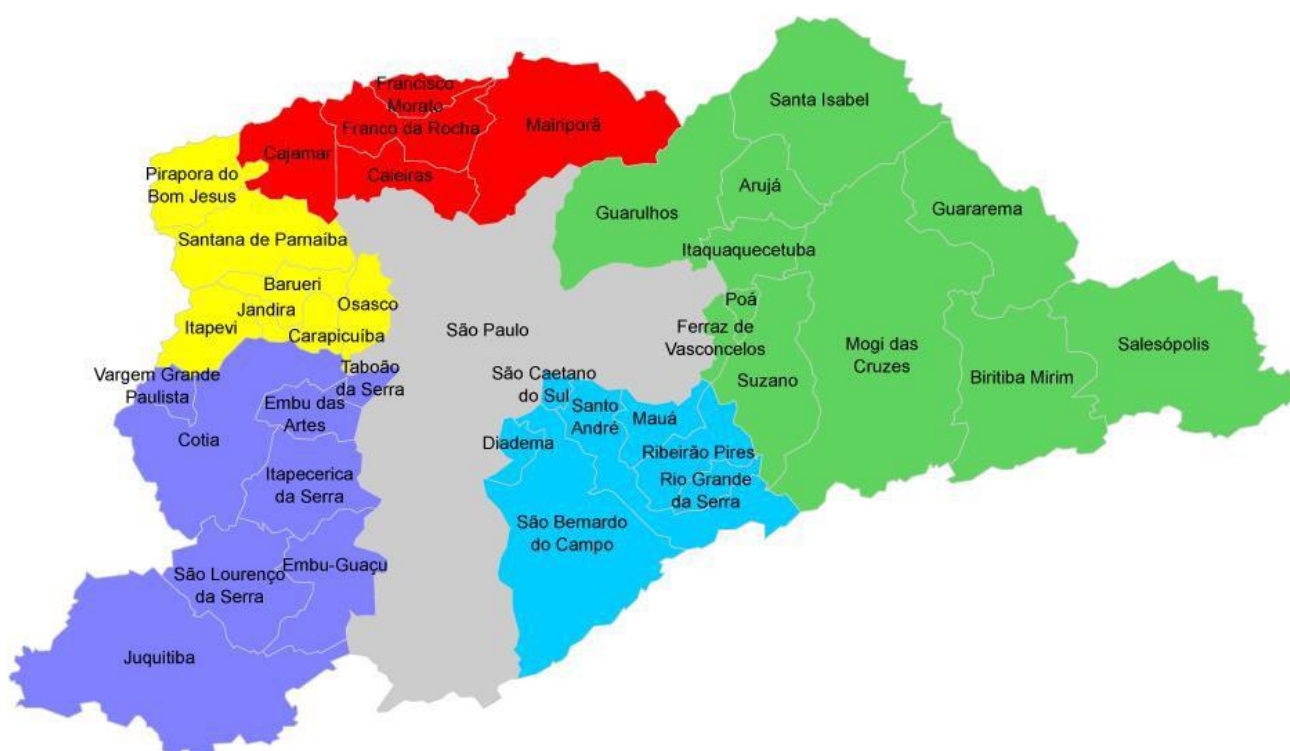 Francisco
Morato
Franco da Rocha
Mairiporã
Cajamar
Caieiras
Santa Isabel
Pirapora do
Bom Jesus
Arujá
Guarulhos
Guararema
Santana de Parnaíba
Itaquaquecetuba
Barueri
Jandira
Osasco
Itapevi
Carapicuíba
Poá
São Paulo
Ferraz de
Vasconcelos
Mogi das
Cruzes
Salesópolis
Vargem Grande
Paulista
Taboão
da Serra
São Caetano
do Sul
Suzano
Biritiba Mirim
Embu das
Artes
Santo
André
Mauá
Cotia
Diadema
Ribeirão Pires
Itapecerica
da Serra
Rio Grande
da Serra
São Bernardo
do Campo
São Lourenço
da Serra
Embu-Guaçu
Juquitiba